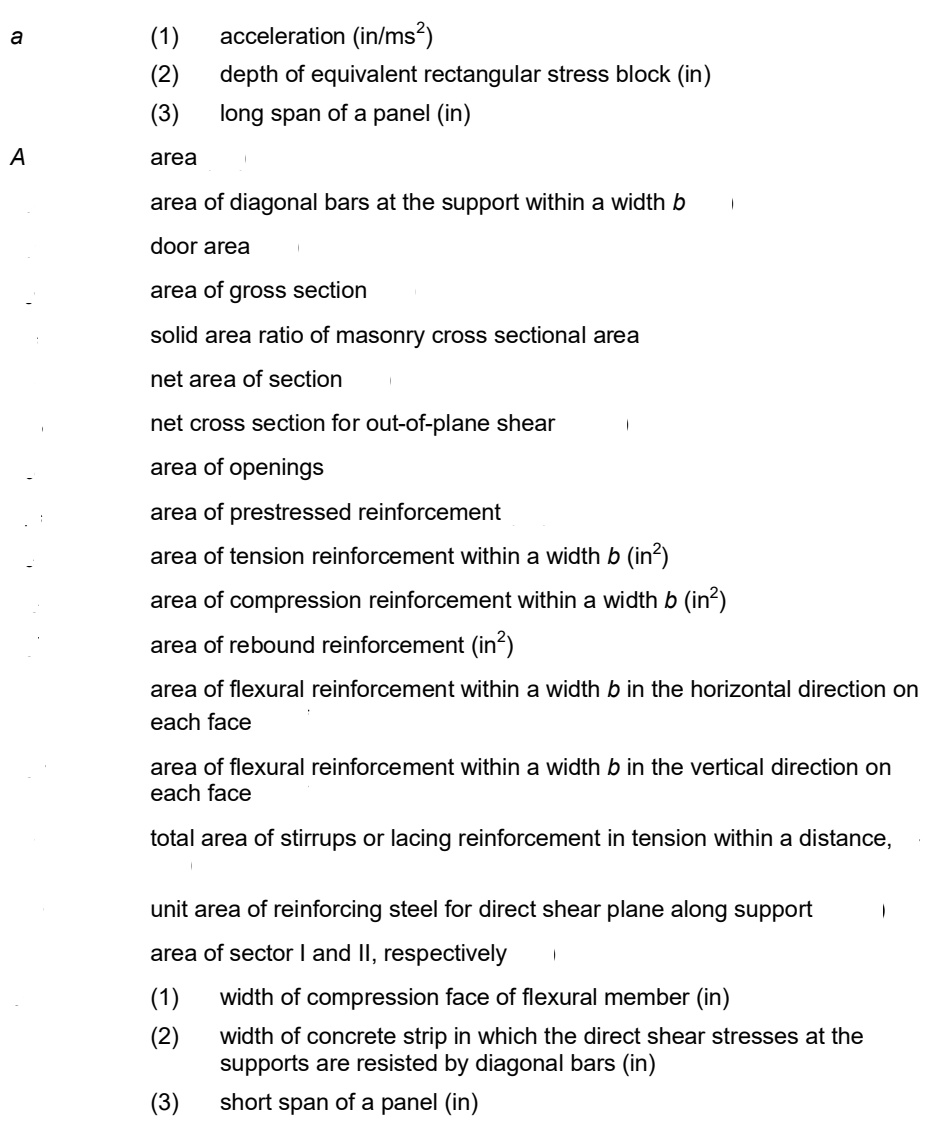 a (1) acceleration (in/ms²)
(2) depth of equivalent rectangular stress block (in)
(3) long span of a panel (in)
A area
area of diagonal bars at the support within a width b
door area
area of gross section
solid area ratio of masonry cross sectional area
net area of section
net cross section for out-of-plane shear
area of openings
area of prestressed reinforcement
area of tension reinforcement within a width b (in²)
area of compression reinforcement within a width b (in²)
area of rebound reinforcement (in²)
area of flexural reinforcement within a width b in the horizontal direction on
each face
area of flexural reinforcement within a width b in the vertical direction on
each face
total area of stirrups or lacing reinforcement in tension within a distance,
unit area of reinforcing steel for direct shear plane along support
area of sector I and II, respectively
(1) width of compression face of flexural member (in)
(2) width of concrete strip in which the direct shear stresses at the
supports are resisted by diagonal bars (in)
(3) short span of a panel (in)